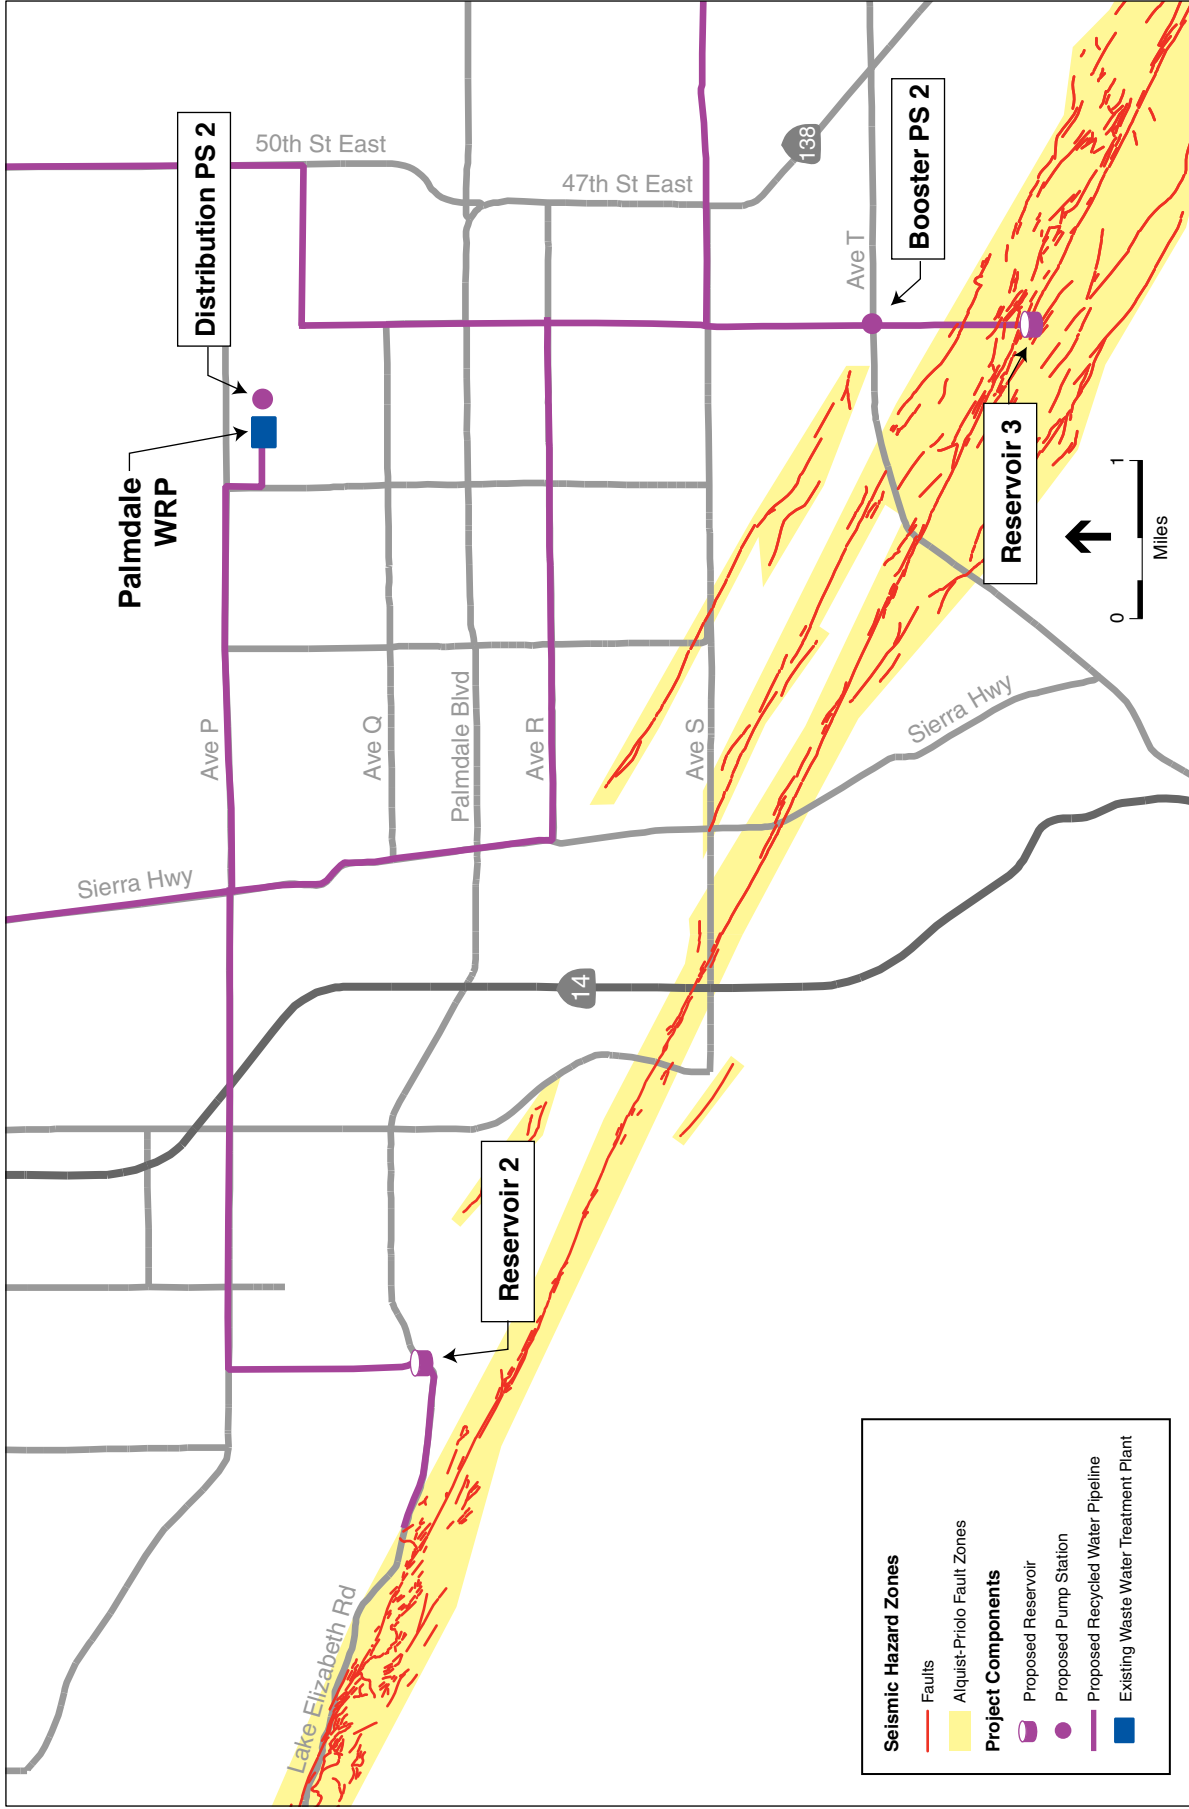 Distribution PS 2
50th St East
47th St East
138
Booster PS 2
Ave T
Palmdale
WRP
Reservoir 3
0
1
Miles
Ave P
Ave Q
Palmdale Blvd
Ave R
Ave S
Sierra Hwy
Sierra Hwy
14
Reservoir 2
Lake Elizabeth Rd
Seismic Hazard Zones
Faults
Alquist-Priolo Fault Zones
Project Components
Proposed Reservoir
Proposed Pump Station
Proposed Recycled Water Pipeline
Existing Waste Water Treatment Plant